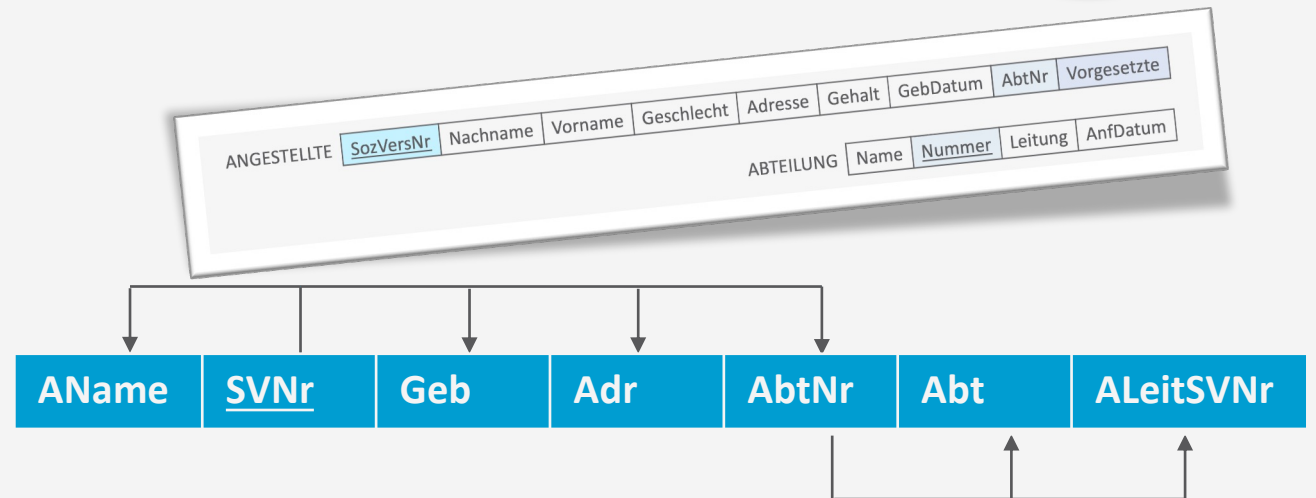 ANGESTELLTE SozVersNr Nachname Vorname Geschlecht Adresse Gehalt GebDatum AbtNr Vorgesetzte
ABTEILUNG Name Nummer Leitung AnfDatum
AName SVNr Geb Adr AbtNr Abt ALeitSVNr